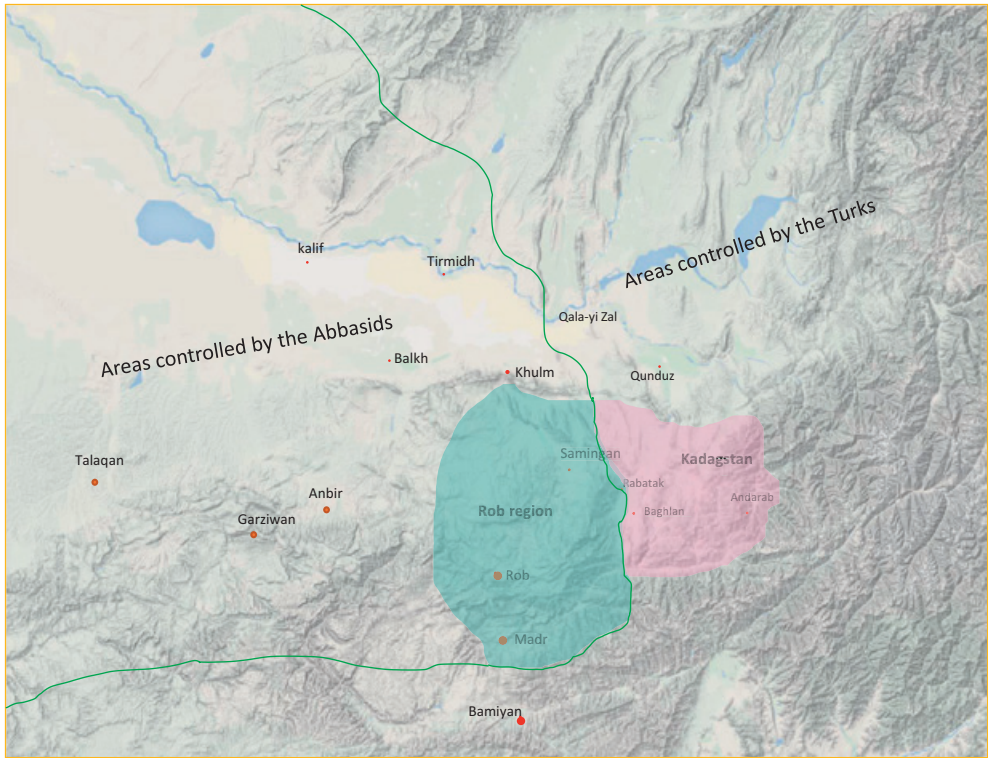 Areas controlled by the Turks
kalif
Tirmidh
Qala-yi Zal
Areas controlled by the Abbasids
Balkh
Khulm
Qunduz
Talaqan
Samingan
Kadagstan
Anbir
Rabatak
Andarab
Garziwan
Rob region
Baghlan
Rob
Madr
Bamiyan